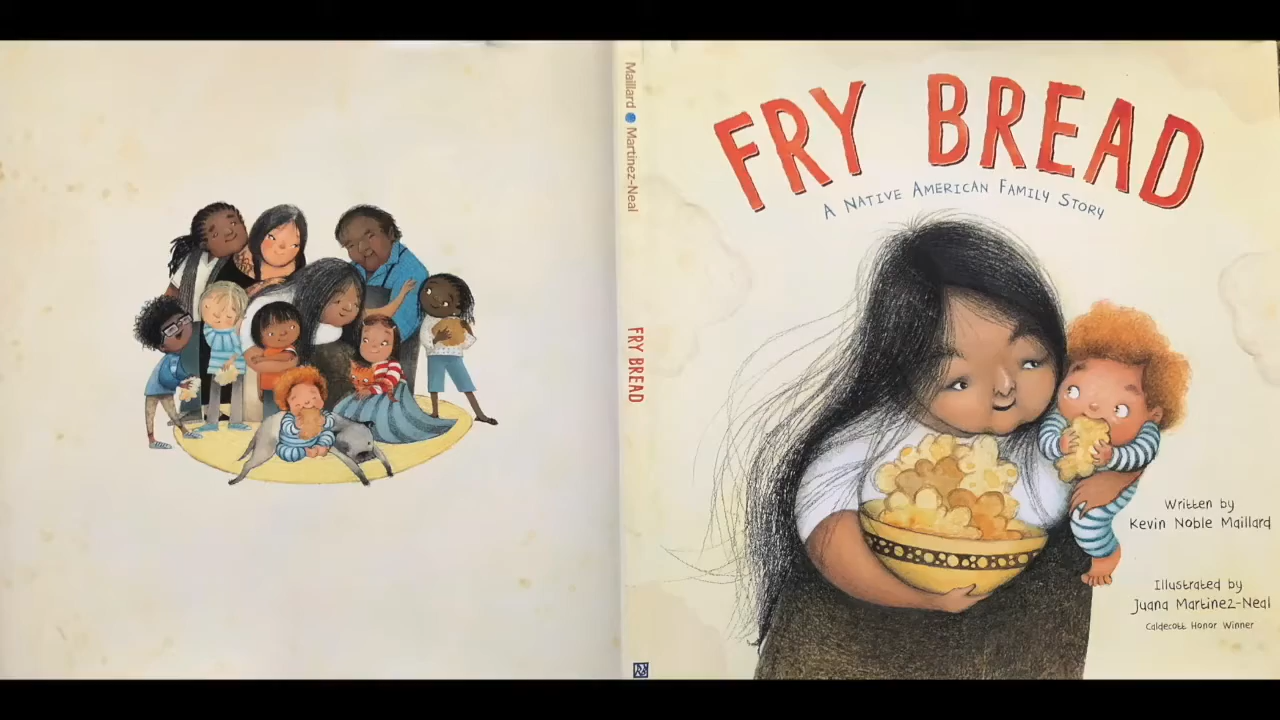 Maillard Martinez-Neal
FRY BREAD
FRY BREAD
A NATIVE AMERICAN FAMILY STORY
Written by
Kevin Noble Maillard
Illustrated by
Juana Martinez-Neal
Caldecott Honor Winner